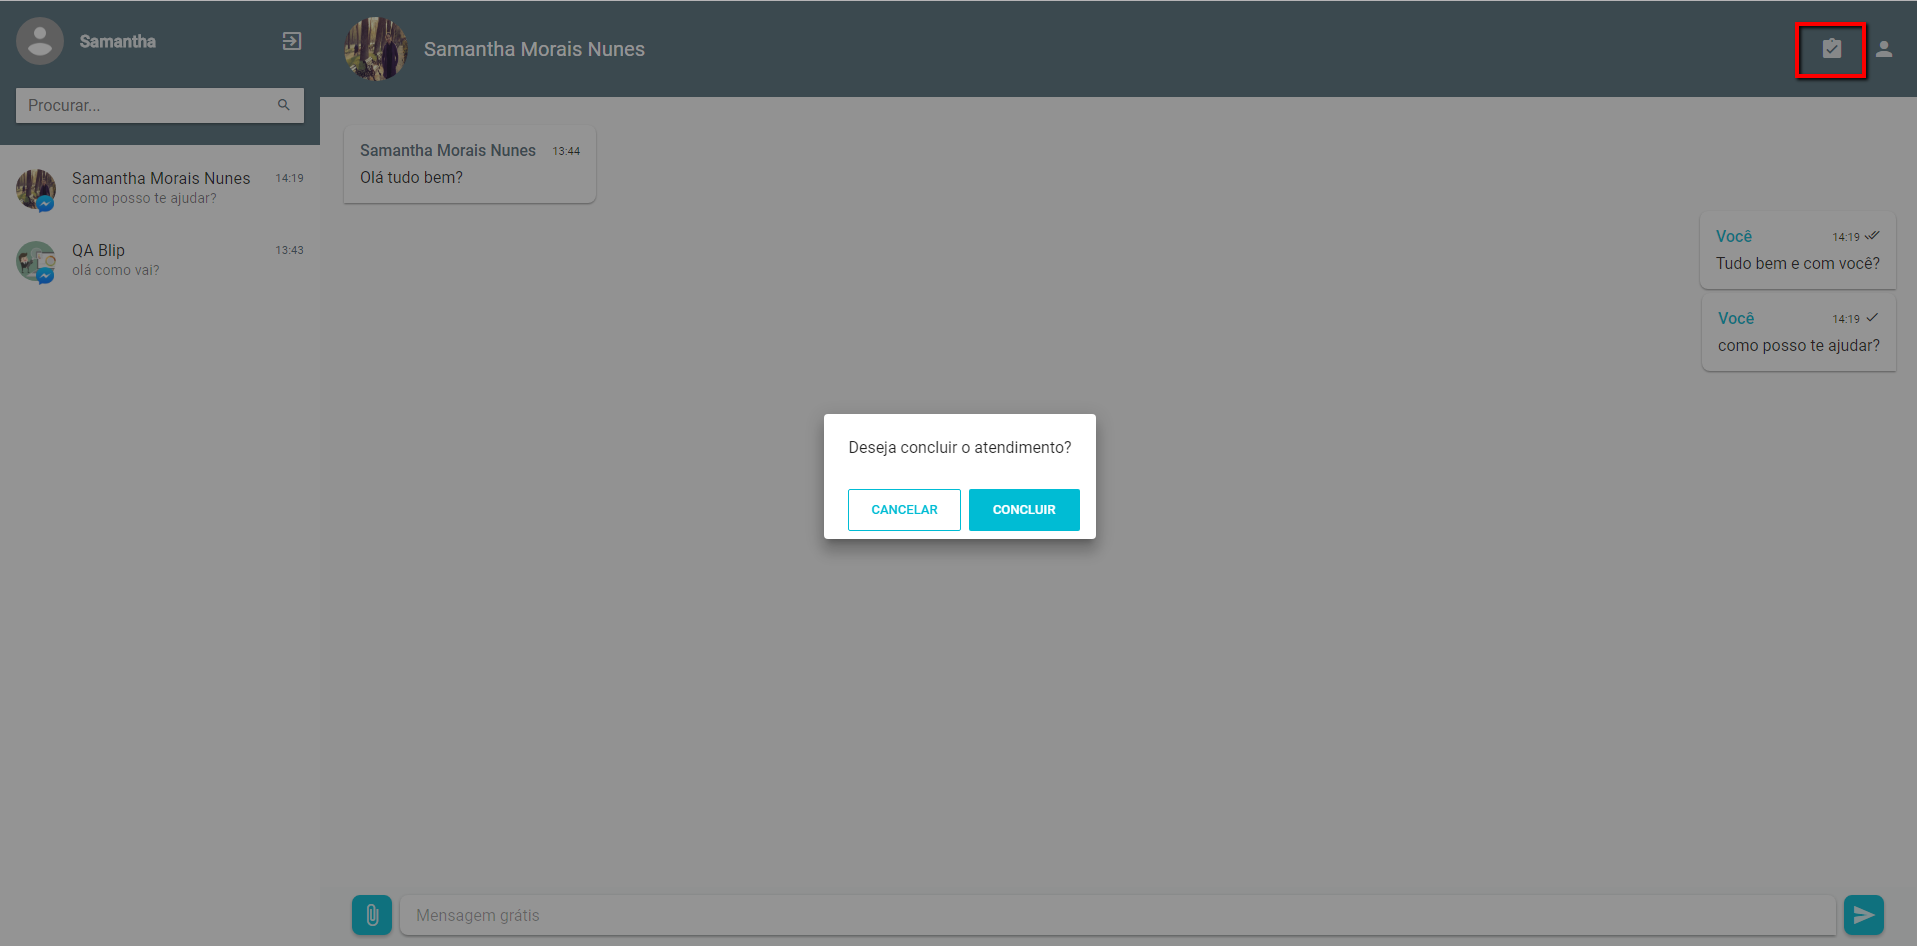 Samantha
Procurar...
Samantha Morais Nunes 14:19
como posso te ajudar?
QA Blip 13:43
olá como vai?
Samantha Morais Nunes
Samantha Morais Nunes 13:44
Olá tudo bem?
Você 14:19
Tudo bem e com você?
Você 14:19
como posso te ajudar?
Deseja concluir o atendimento?
CANCELAR CONCLUIR
Mensagem grátis